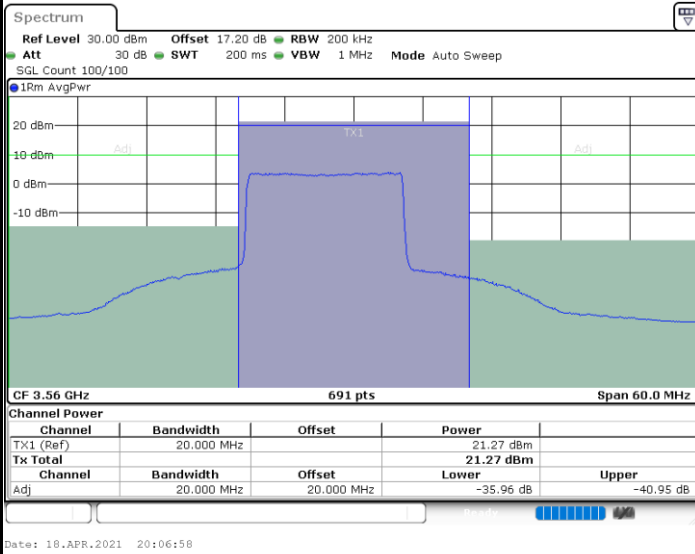 Spectrum
Ref Level 30.00 dBm Offset 17.20 dB RBW 200 kHz
Att 30 dB SWT 200 ms VBW 1 MHz Mode Auto Sweep
SGL Count 100/100
1Rm AvgPwr
20 dBm
TX1
Adj
Adj
10 dBm
0 dBm
-10 dBm
CF 3.56 GHz 691 pts Span 60.0 MHz
Channel Power
Channel Bandwidth Offset Power
TX1 (Ref) 20.000 MHz 21.27 dBm
Tx Total 21.27 dBm
Channel Bandwidth Offset Lower Upper
Adj 20.000 MHz 20.000 MHz -35.96 dB -40.95 dB
Ready
Date: 18.APR.2021 20:06:58